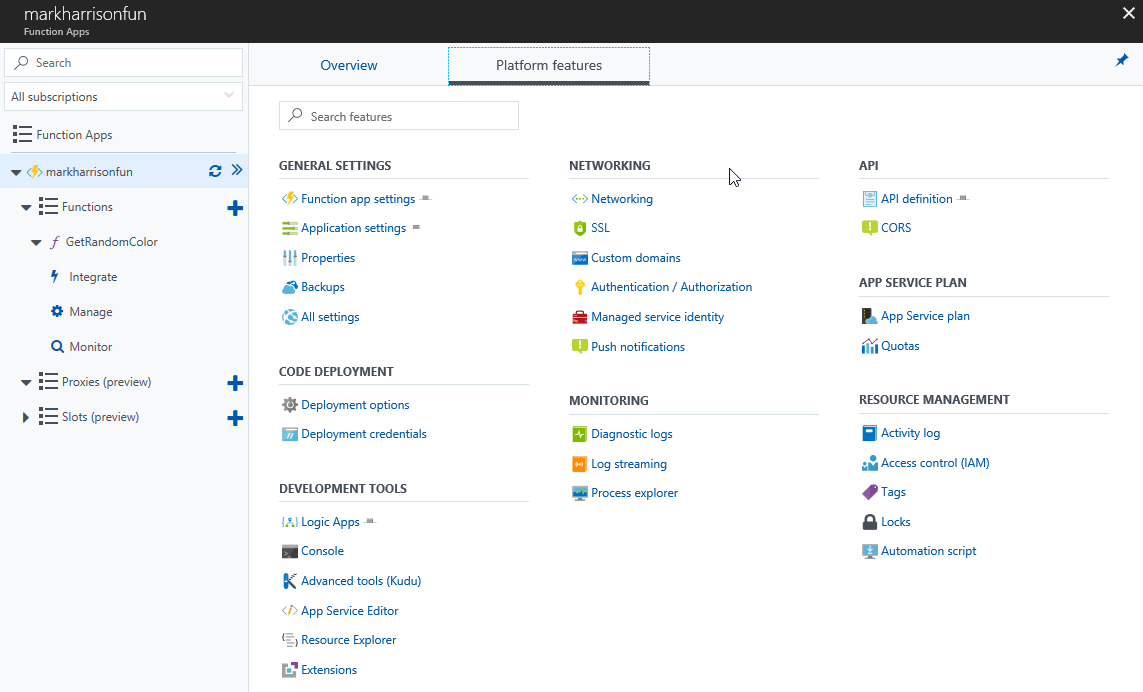 markharrisonfun
Function Apps
Search
All subscriptions
Function Apps
markharrisonfun
Functions
GetRandomColor
Integrate
Manage
Monitor
Proxies (preview)
Slots (preview)
Overview
Platform features
Search features
GENERAL SETTINGS
Function app settings
Application settings
Properties
Backups
All settings
CODE DEPLOYMENT
Deployment options
Deployment credentials
DEVELOPMENT TOOLS
Logic Apps
Console
Advanced tools (Kudu)
App Service Editor
Resource Explorer
Extensions
NETWORKING
Networking
SSL
Custom domains
Authentication / Authorization
Managed service identity
Push notifications
MONITORING
Diagnostic logs
Log streaming
Process explorer
API
API definition
CORS
APP SERVICE PLAN
App Service plan
Quotas
RESOURCE MANAGEMENT
Activity log
Access control (IAM)
Tags
Locks
Automation script